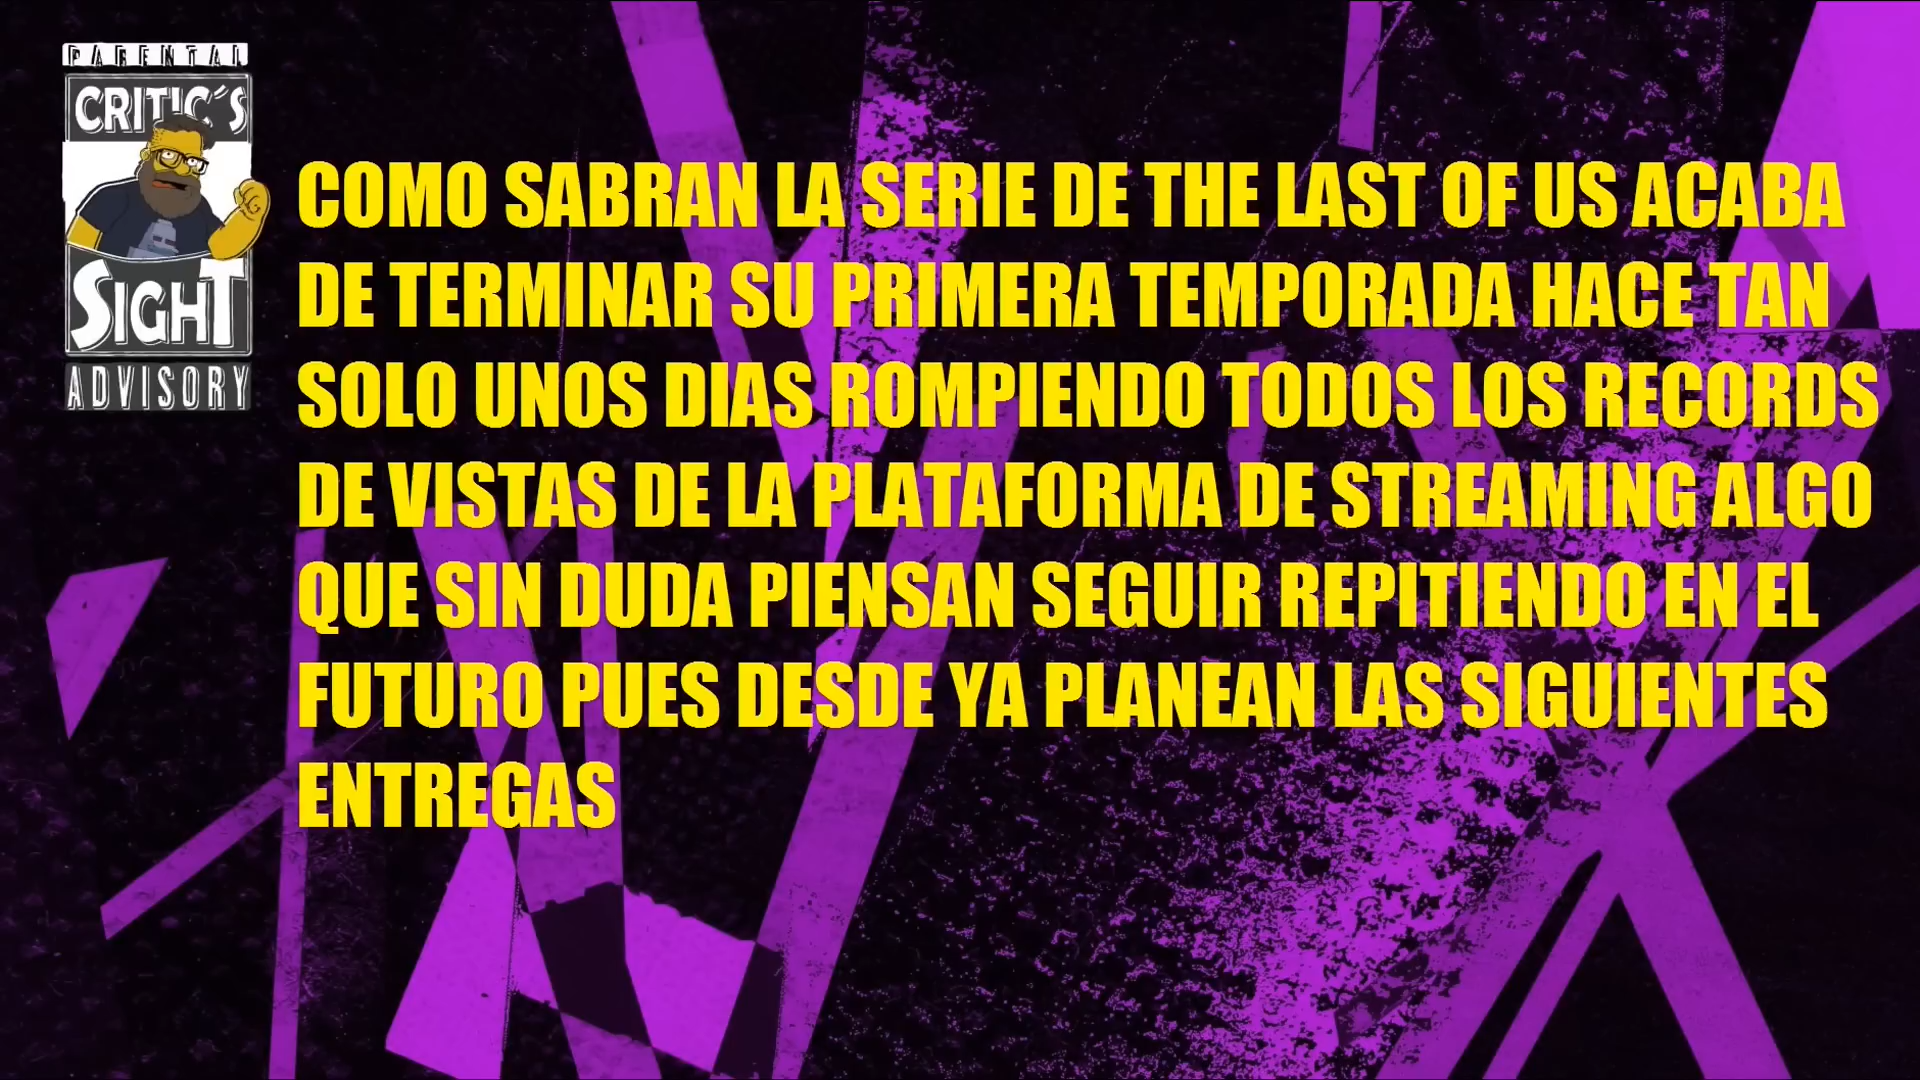 PARENTAL
CRITIC´S
SIGHT
ADVISORY
COMO SABRAN LA SERIE DE THE LAST OF US ACABA
DE TERMINAR SU PRIMERA TEMPORADA HACE TAN
SOLO UNOS DIAS ROMPIENDO TODOS LOS RECORDS
DE VISTAS DE LA PLATAFORMA DE STREAMING ALGO
QUE SIN DUDA PIENSAN SEGUIR REPITIENDO EN EL
FUTURO PUES DESDE YA PLANEAN LAS SIGUIENTES
ENTREGAS